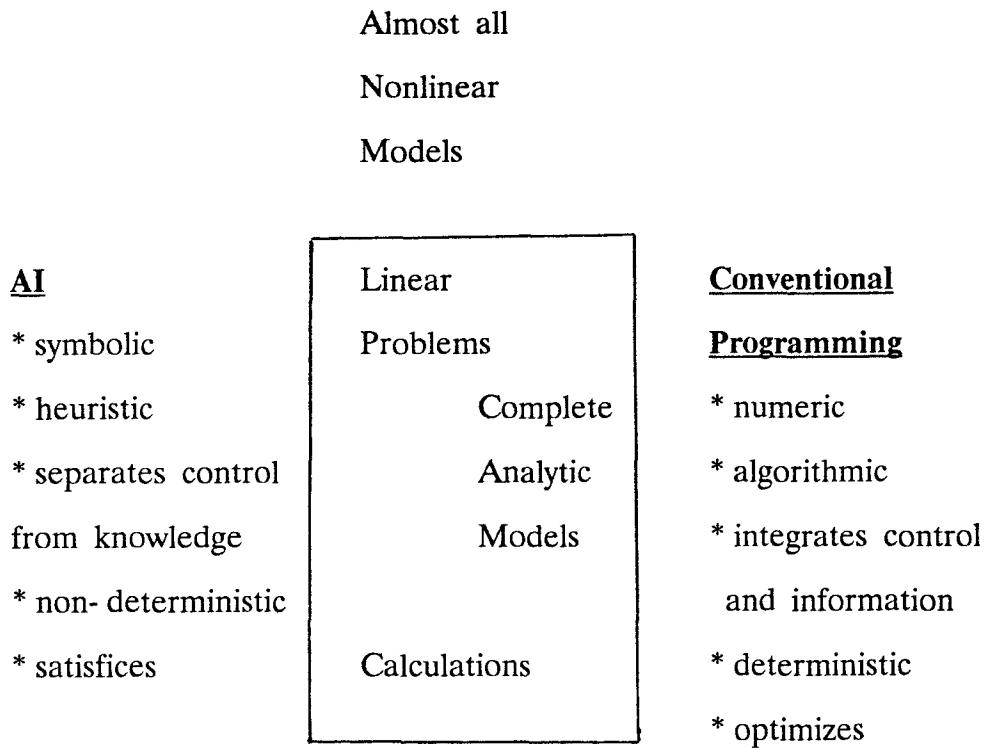 Almost all
Nonlinear
Models
AI
* symbolic
* heuristic
* separates control
from knowledge
* non- deterministic
* satisfices
Linear
Problems
Complete
Analytic
Models
Calculations
Conventional
Programming
* numeric
* algorithmic
* integrates control
and information
* deterministic
* optimizes